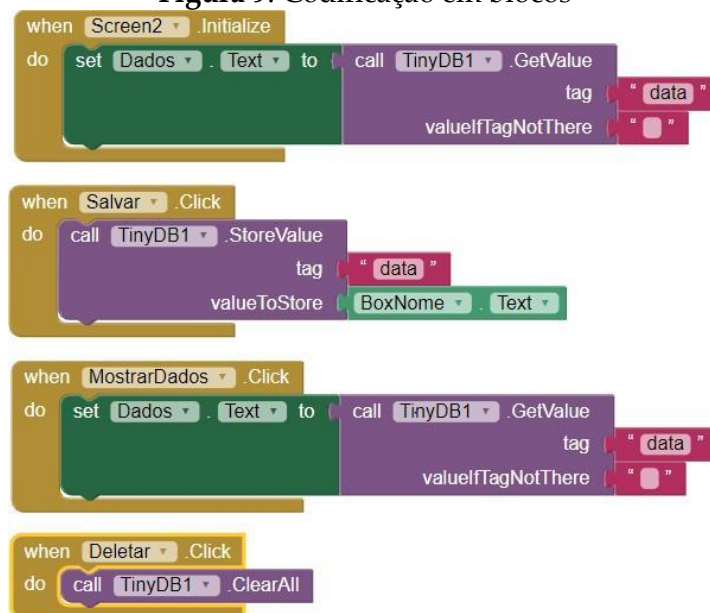 Figura 9: Codificação em blocos
when Screen2 .Initialize
do set Dados . Text to call TinyDB1 .GetValue
tag " data "
valueIfTagNotThere " "
when Salvar .Click
do call TinyDB1 .StoreValue
tag " data "
valueToStore BoxNome . Text
when MostrarDados .Click
do set Dados . Text to call TinyDB1 .GetValue
tag " data "
valueIfTagNotThere " "
when Deletar .Click
do call TinyDB1 .ClearAll